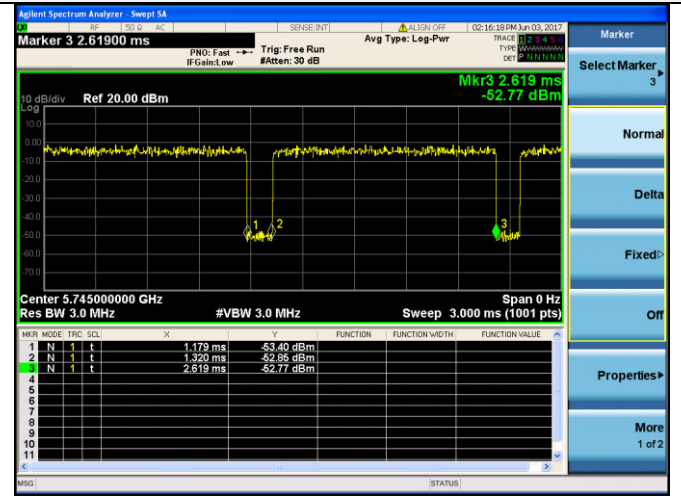 Agilent Spectrum Analyzer - Swept SA
RF 50 Ω AC SENSE:INT ALIGN OFF 02:16:18 PM Jun 03, 2017
Marker 3 2.61900 ms
PNO: Fast Trig: Free Run Avg Type: Log-Pwr TRACE 1 2 3 4 5 6
IFGain:Low #Atten: 30 dB
TYPE
DET P N N N N N
Mkr3 2.619 ms
-52.77 dBm
10 dB/div Ref 20.00 dBm
Log
10.0
0.00
-10.0
-20.0
-30.0
-40.0
-50.0
-60.0
-70.0
1 2 3
Center 5.745000000 GHz Span 0 Hz
Res BW 3.0 MHz #VBW 3.0 MHz Sweep 3.000 ms (1001 pts)
MKR MODE TRC SCL X Y FUNCTION FUNCTION WIDTH FUNCTION VALUE
1 N 1 t 1.179 ms -53.40 dBm
2 N 1 t 1.320 ms -52.85 dBm
3 N 1 t 2.619 ms -52.77 dBm
4
5
6
7
8
9
10
11
MSG STATUS
Marker
Select Marker
3
Normal
Delta
Fixed
Off
Properties
More
1 of 2